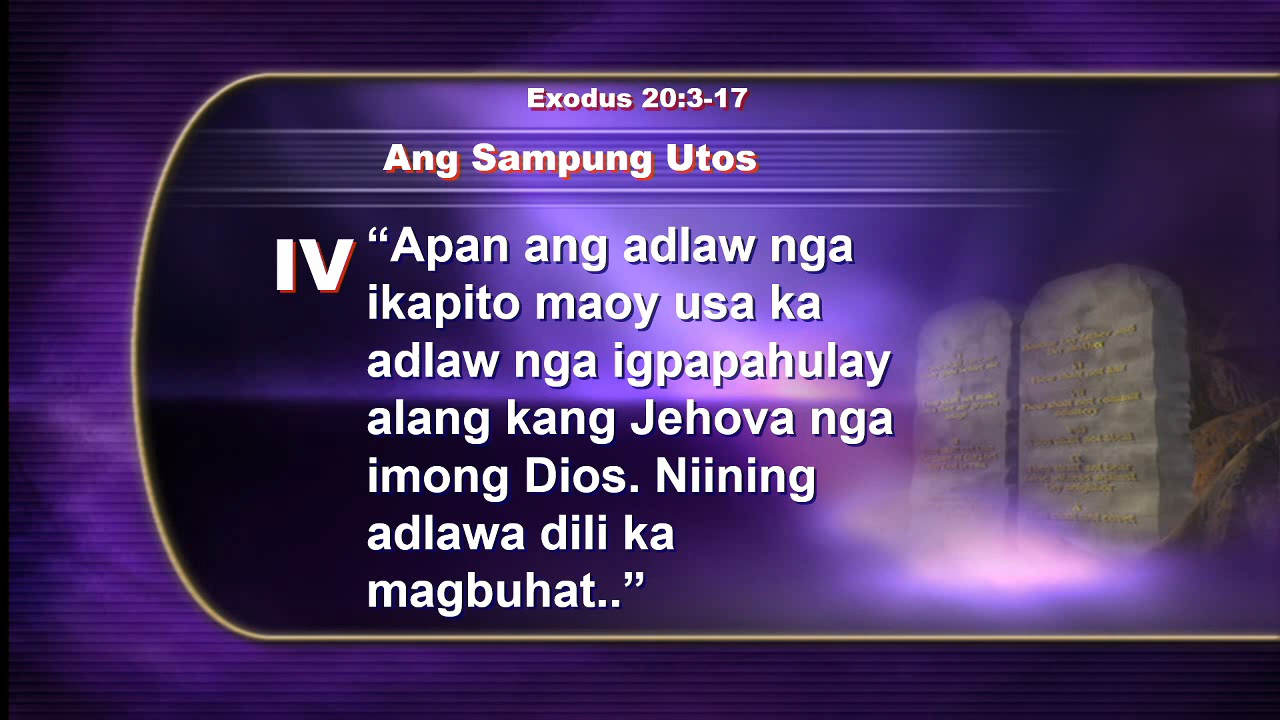 Exodus 20:3-17
Ang Sampung Utos
IV
“Apan ang adlaw nga
ikapito maoy usa ka
adlaw nga igpapahulay
alang kang Jehova nga
imong Dios. Niining
adlawa dili ka
magbuhat..”